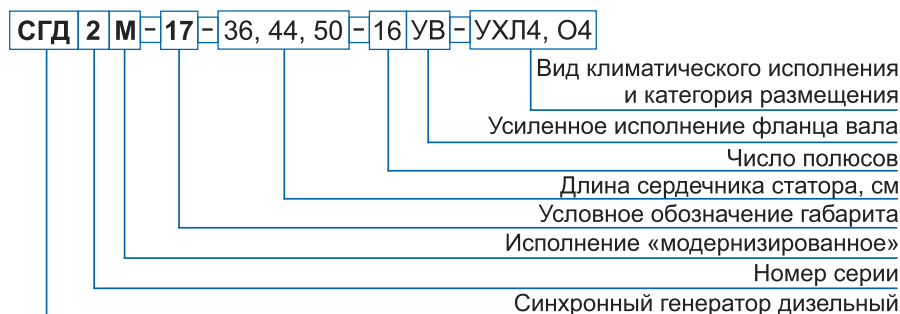 СГД 2 М – 17 – 36, 44, 50 – 16 УВ – УХЛ4, О4
Вид климатического исполнения
и категория размещения
Усиленное исполнение фланца вала
Число полюсов
Длина сердечника статора, см
Условное обозначение габарита
Исполнение «модернизированное»
Номер серии
Синхронный генератор дизельный